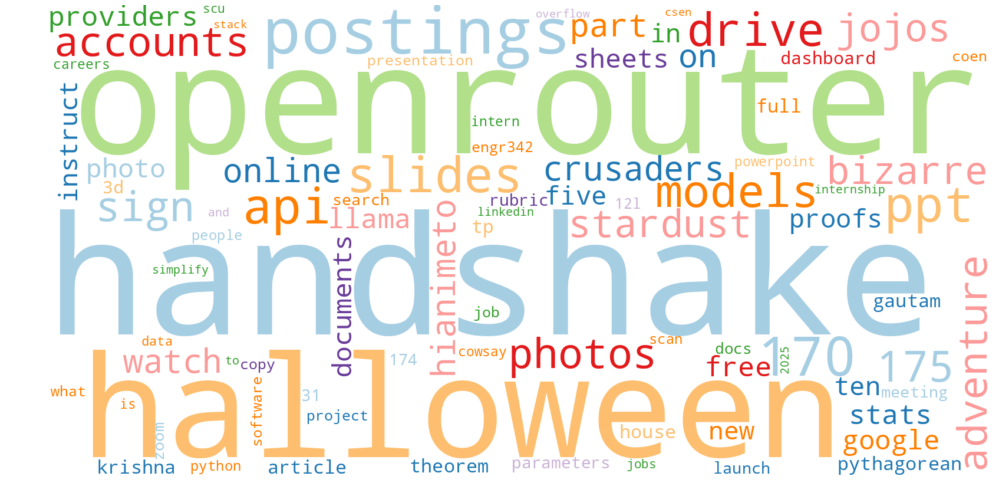 providers scu stack overflow csen
accounts postings part in drive jojos
careers presentation sheets on dashboard coen
openrouter
instruct intern full
engr342
photo online slides crusaders powerpoint bizarre
3d sign and api search rubric five 12l models internship ppt
llama linkedin tp stardust proofs
people
handshake
simplify documents hianimeto job gautam adventure
data watch to copy 174 cowsay photos scan docs free 2025 170 175
halloween
what is software 31 project ten meeting
stats
zoom house new google
krishna python article theorem parameters jobs launch pythagorean